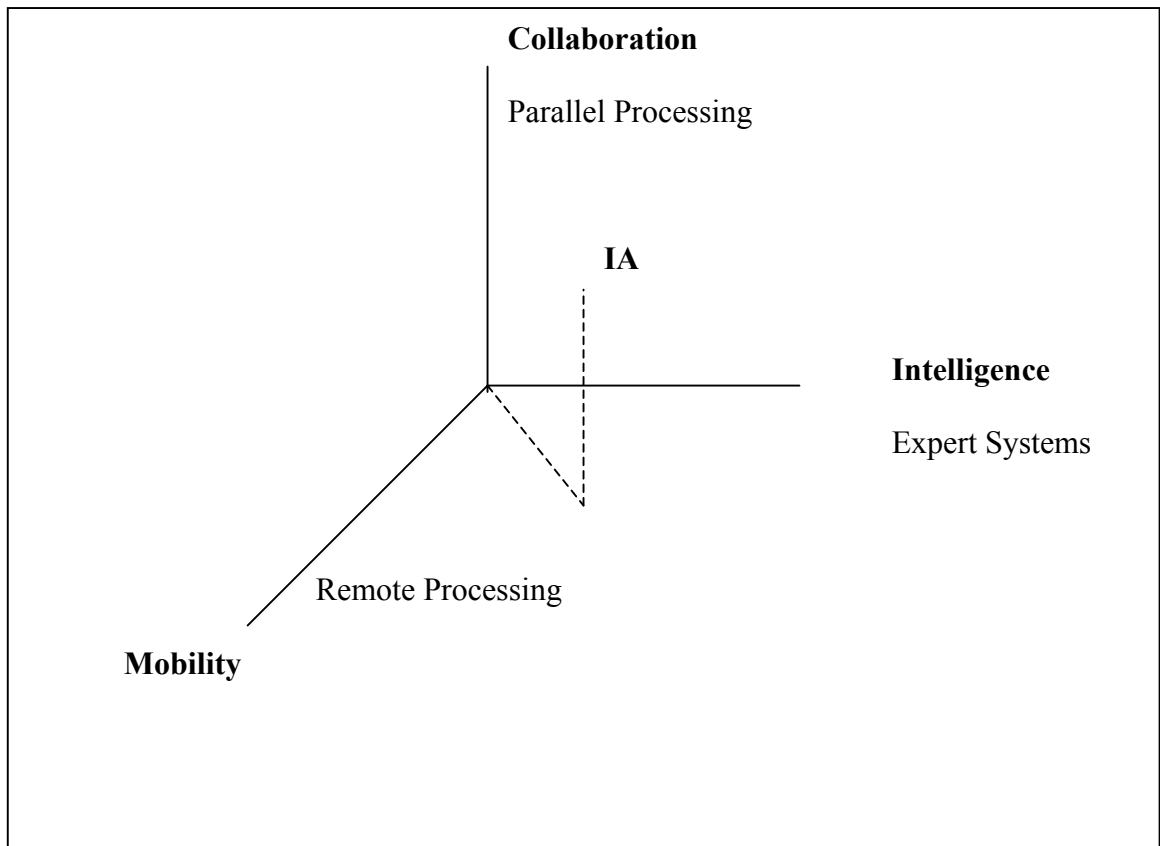 Collaboration
Parallel Processing
IA
Intelligence
Expert Systems
Remote Processing
Mobility